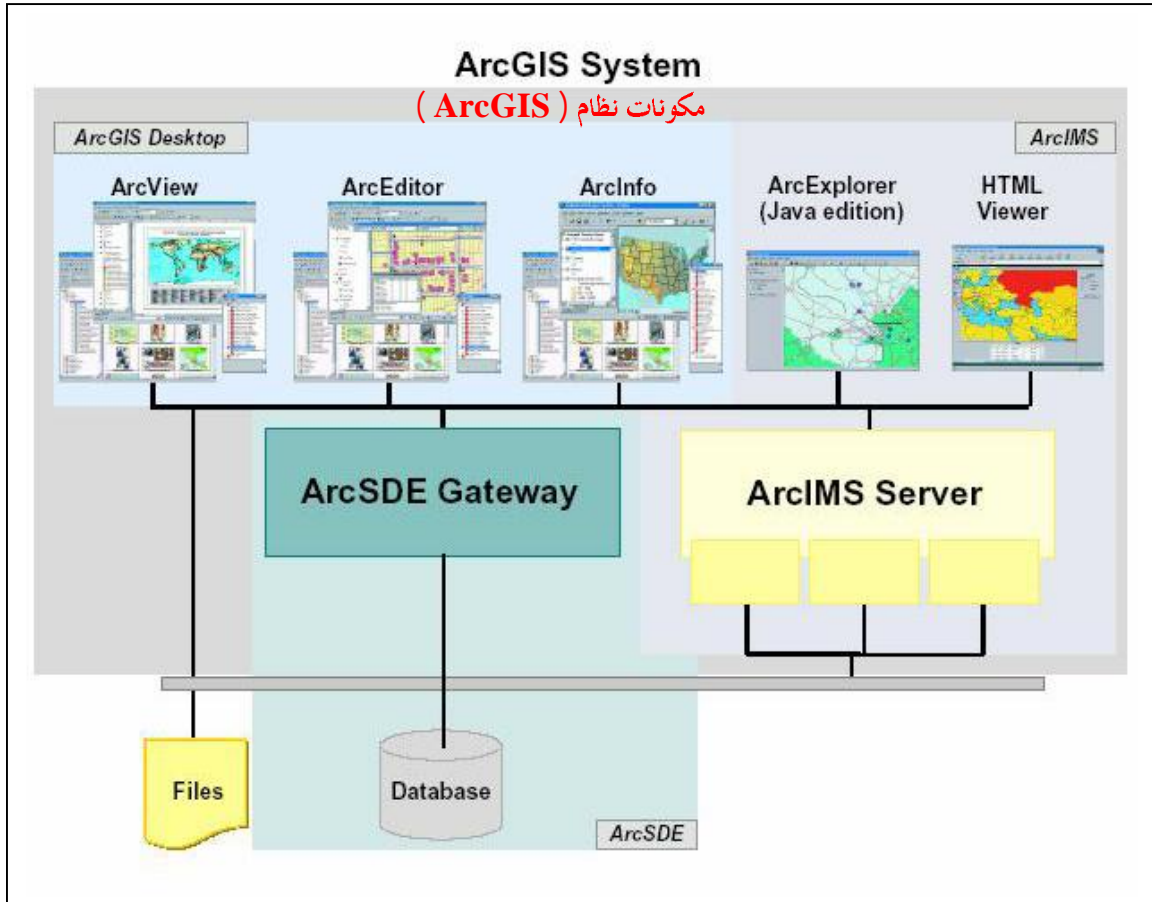 ArcGIS System
مكونات نظام ( ArcGIS )
ArcGIS Desktop
ArcIMS
ArcView
ArcEditor
ArcInfo
ArcExplorer
(Java edition)
HTML
Viewer
ArcSDE Gateway
ArcIMS Server
Files
Database
ArcSDE